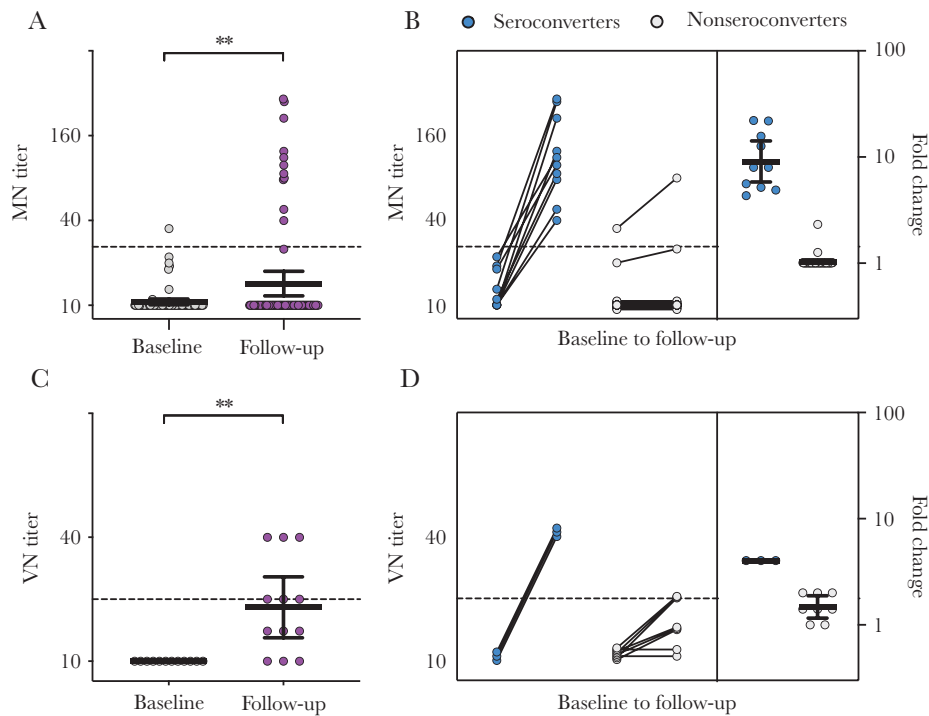 A
B
Seroconverters
Nonseroconverters
**
MN titer
160
40
10
Baseline
Follow-up
MN titer
160
40
10
Baseline to follow-up
100
10
1
Fold change
C
D
**
VN titer
40
10
Baseline
Follow-up
VN titer
40
10
Baseline to follow-up
100
10
1
Fold change